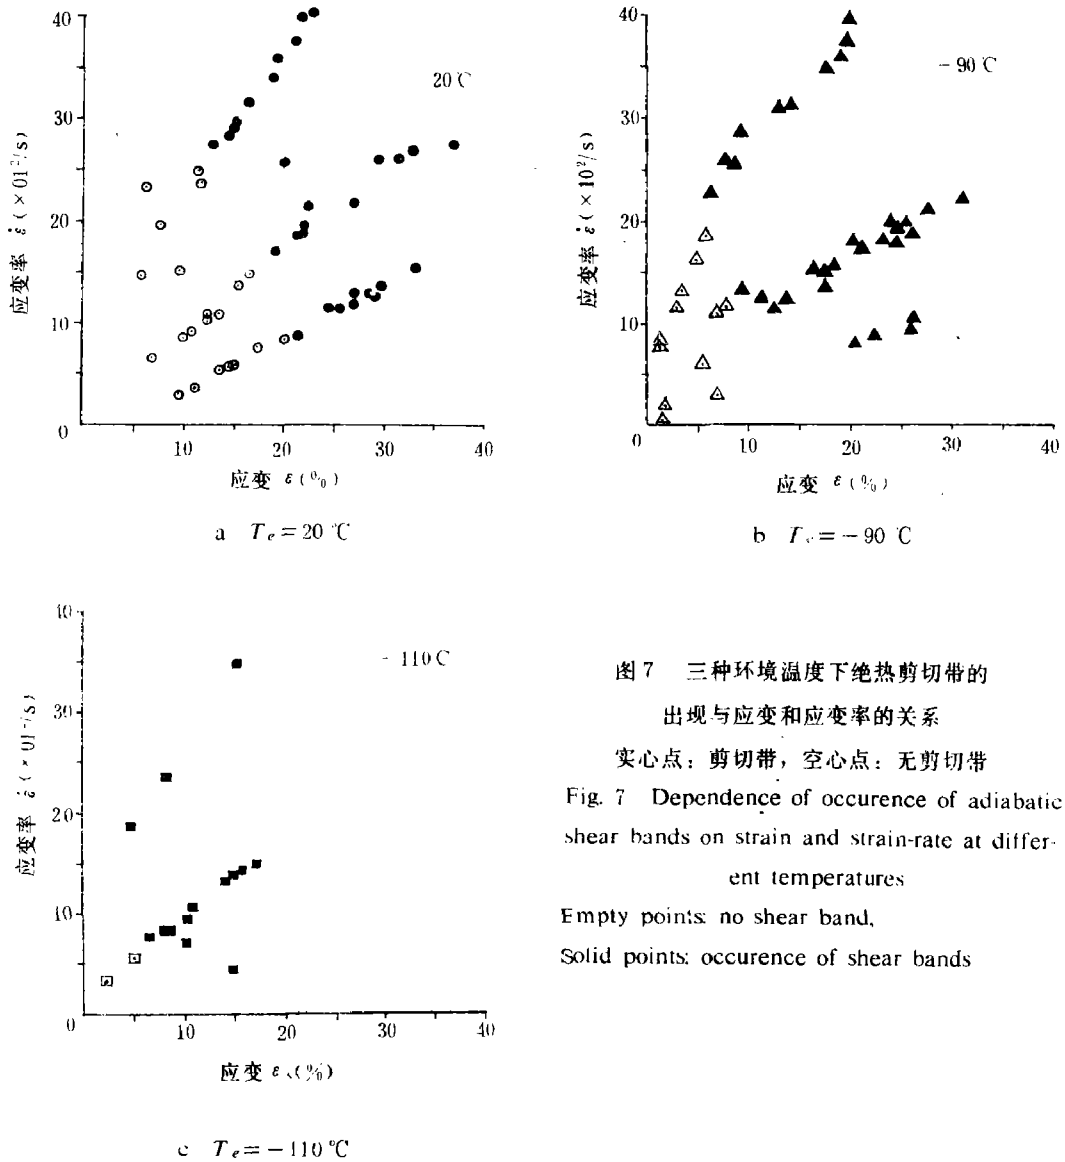 40
30
20
10
0
10
20
30
40
20℃
应变率 ε̇ (×01²/s)
应变 ε(%)
a Tₑ=20 ℃
40
30
20
10
0
10
20
30
40
-90℃
应变率 ε̇ (×10²/s)
应变 ε(%)
b T =-90 ℃
30
20
10
0
10
20
30
40
-110℃
应变率 ε̇
应变 ε (%)
c Tₑ=-110℃
图7 三种环境温度下绝热剪切带的
出现与应变和应变率的关系
实心点:剪切带,空心点:无剪切带
Fig. 7 Dependence of occurence of adiabatic
shear bands on strain and strain-rate at differ-
ent temperatures
Empty points: no shear band,
Solid points: occurence of shear bands